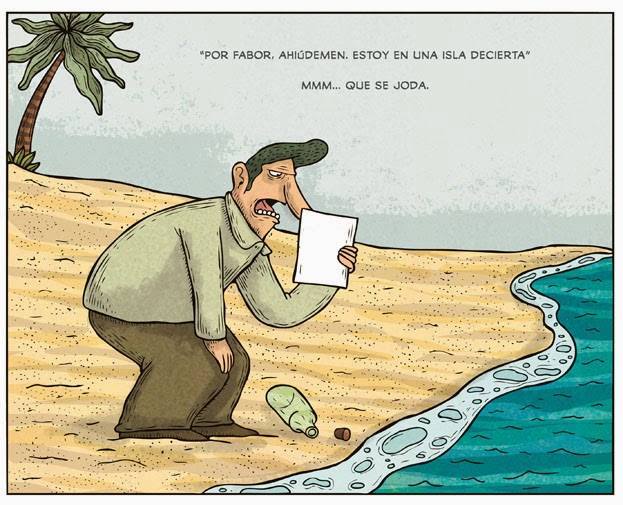 "POR FABOR, AHIÚDEMEN. ESTOY EN UNA ISLA DECIERTA"
MMM... QUE SE JODA.